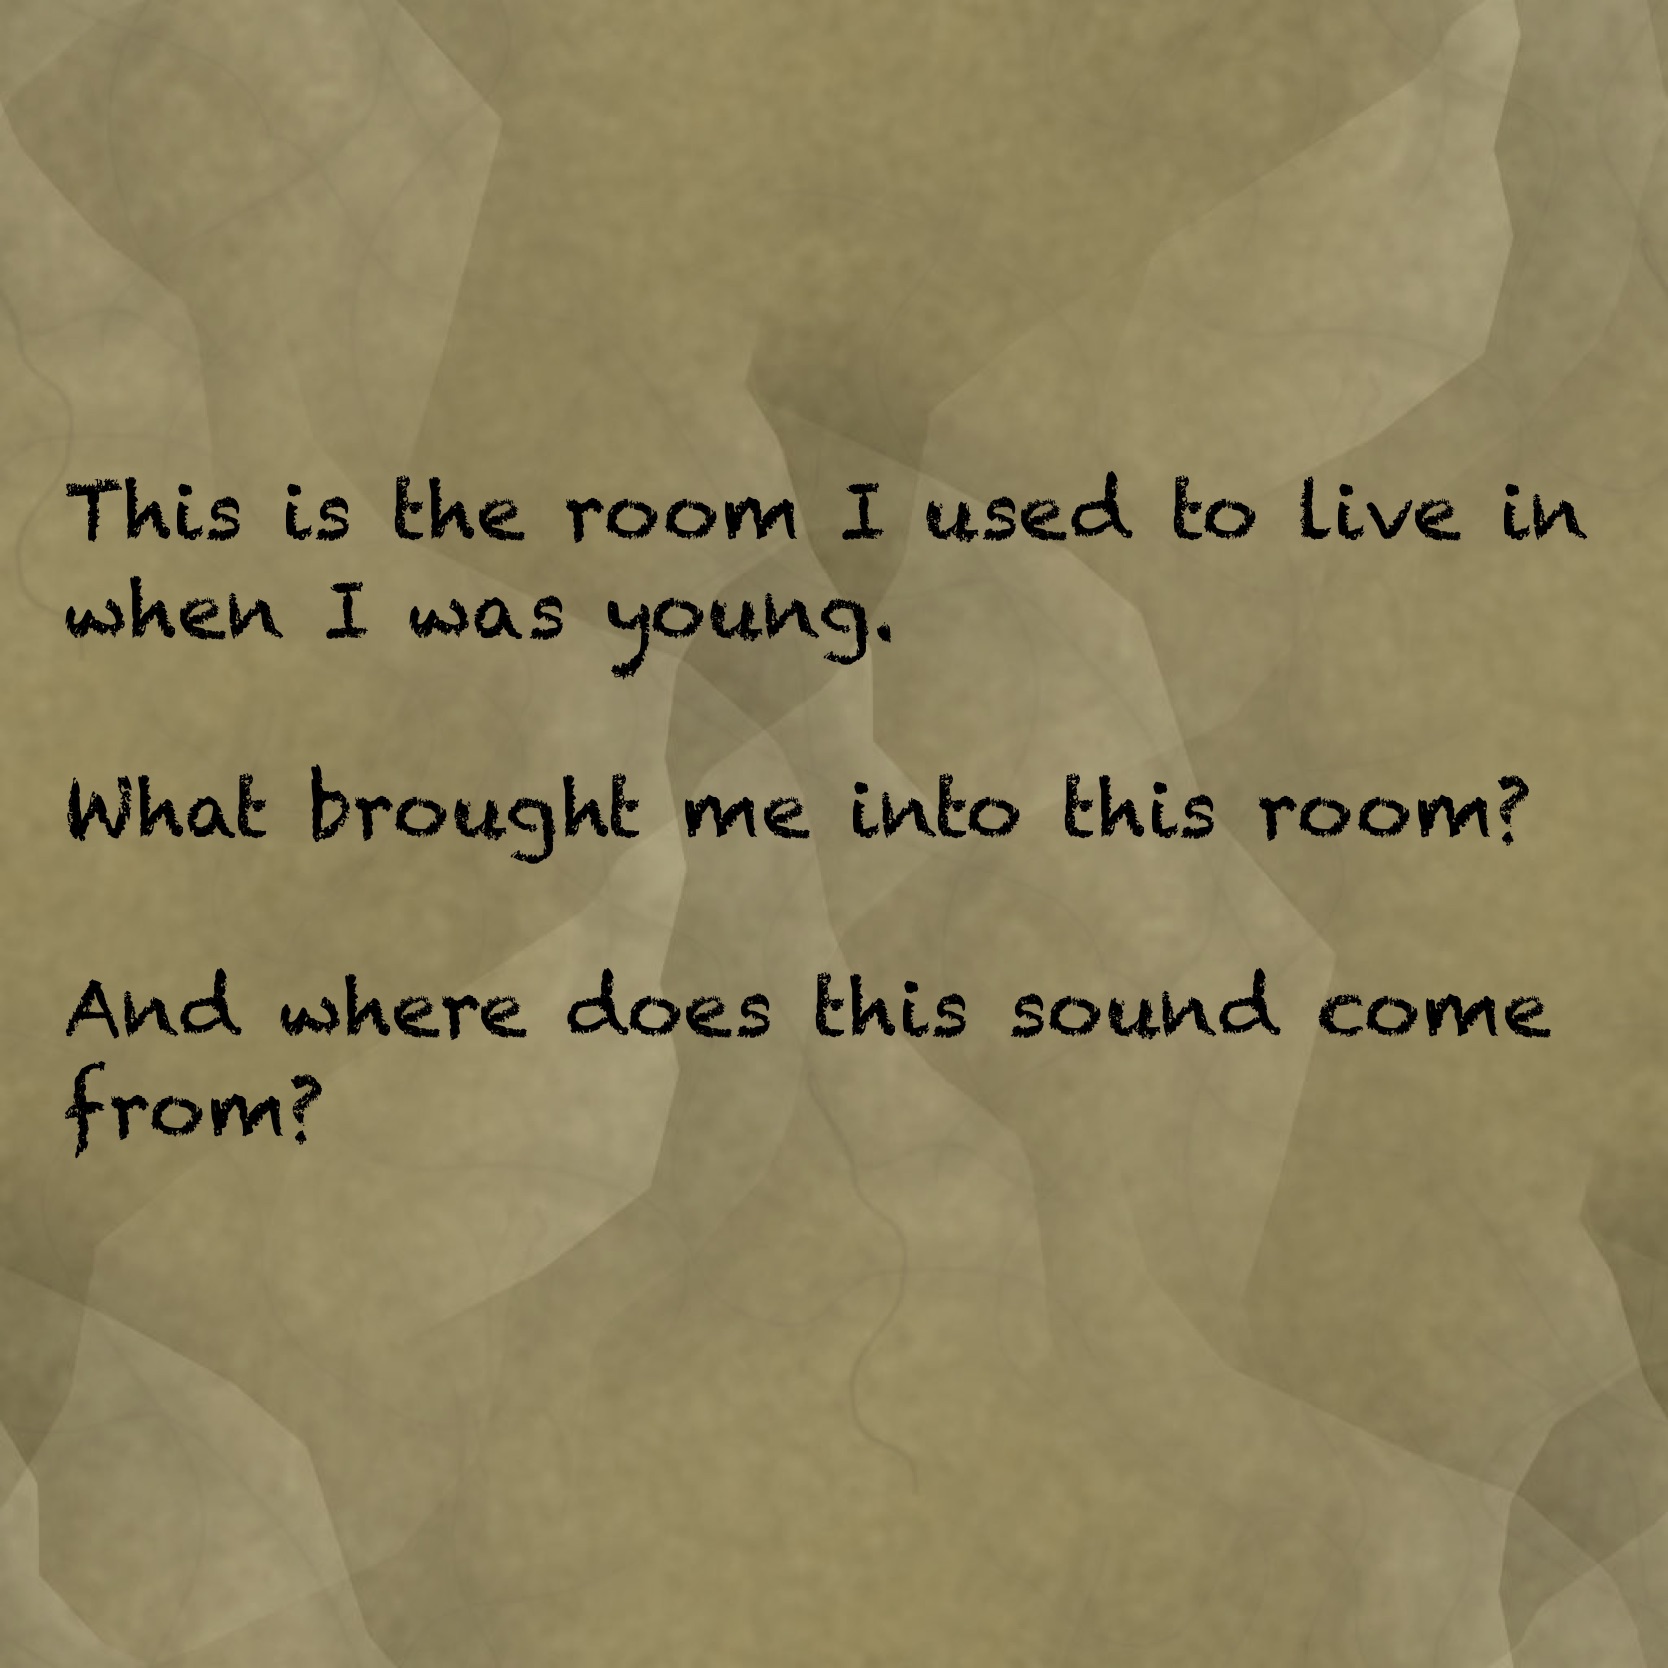 This is the room I used to live in
when I was young.
What brought me into this room?
And where does this sound come
from?